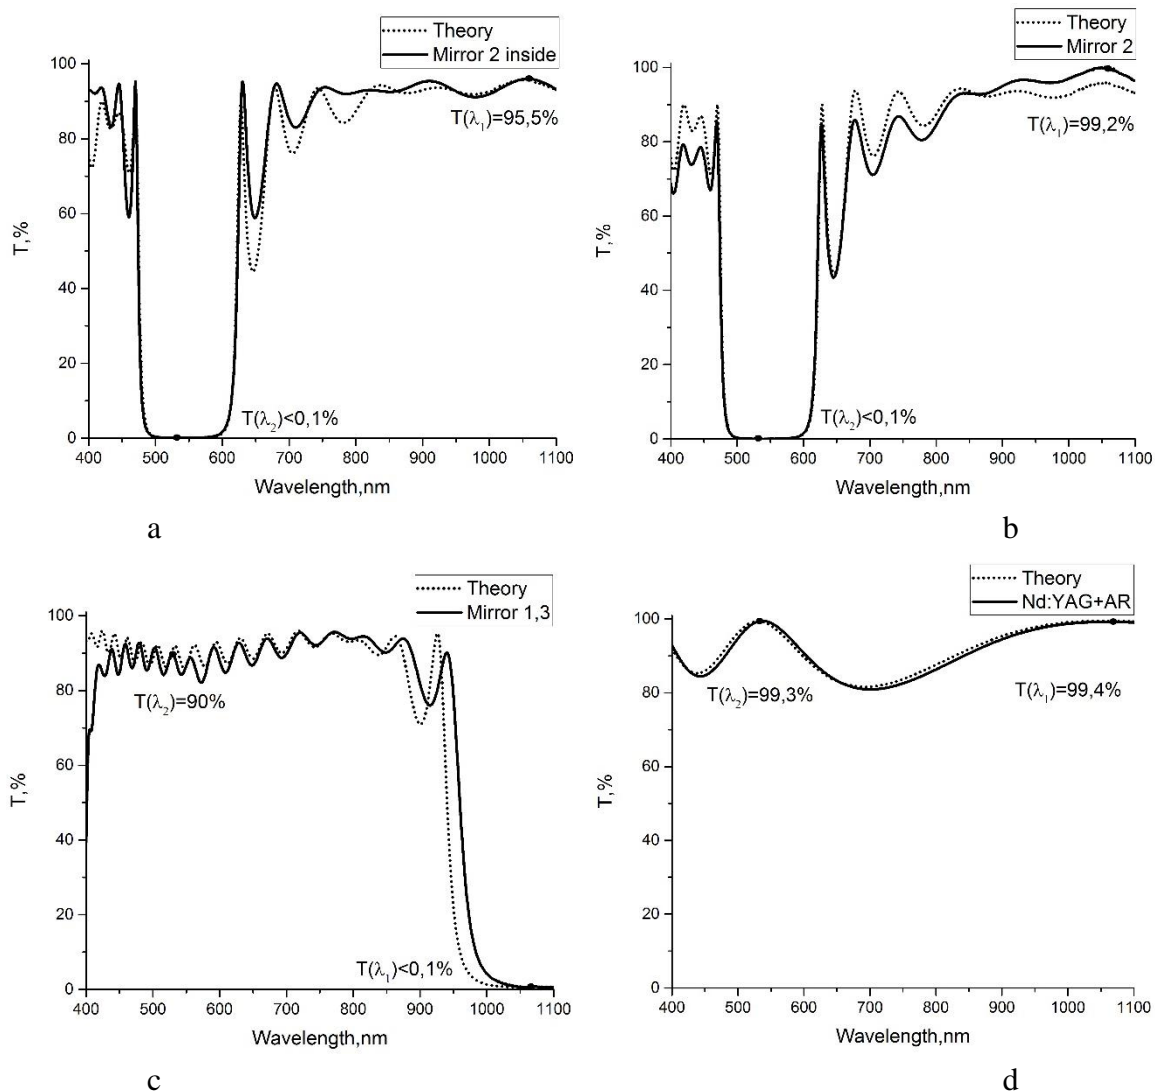 Theory
Mirror 2 inside
T,%
100
80
60
40
20
0
T(λ₁)=95,5%
T(λ₂)<0,1%
400 500 600 700 800 900 1000 1100
Wavelength,nm
a
Theory
Mirror 2
T,%
100
80
60
40
20
0
T(λ₁)=99,2%
T(λ₂)<0,1%
400 500 600 700 800 900 1000 1100
Wavelength,nm
b
Theory
Mirror 1,3
T,%
100
80
60
40
20
0
T(λ₂)=90%
T(λ₁)<0,1%
400 500 600 700 800 900 1000 1100
Wavelength,nm
c
Theory
Nd:YAG+AR
T,%
100
80
60
40
20
0
T(λ₂)=99,3%
T(λ₁)=99,4%
400 500 600 700 800 900 1000 1100
Wavelength,nm
d